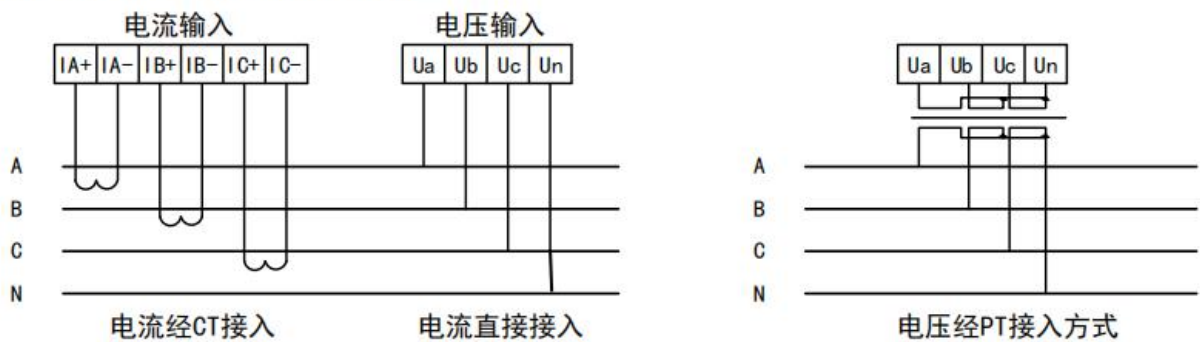 电流输入 电压输入
IA+ IA- IB+ IB- IC+ IC- Ua Ub Uc Un Ua Ub Uc Un
A A
B B
C C
N N
电流经CT接入 电流直接接入 电压经PT接入方式